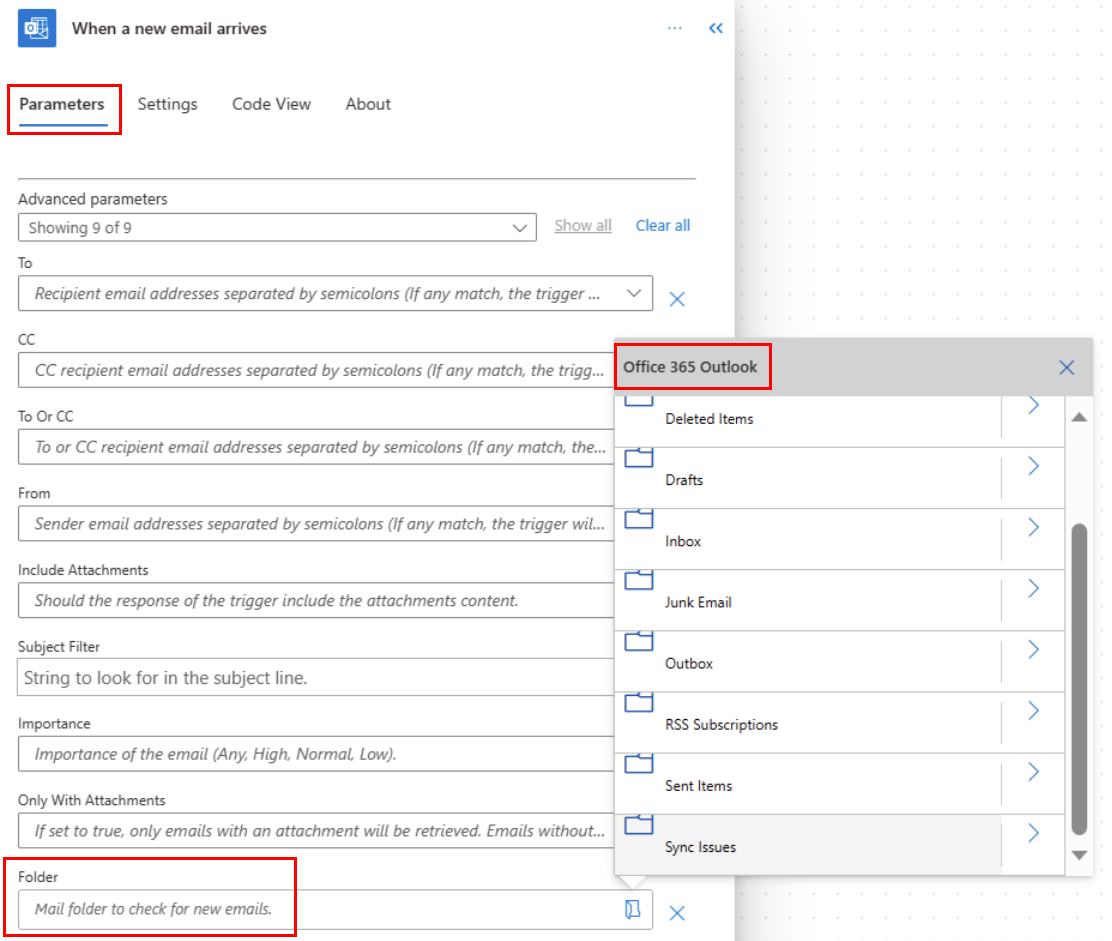 When a new email arrives
Parameters
Settings
Code View
About
Advanced parameters
Showing 9 of 9
Show all
Clear all
To
Recipient email addresses separated by semicolons (If any match, the trigger ...
CC
CC recipient email addresses separated by semicolons (If any match, the trigg...
To Or CC
To or CC recipient email addresses separated by semicolons (If any match, the...
From
Sender email addresses separated by semicolons (If any match, the trigger wil...
Include Attachments
Should the response of the trigger include the attachments content.
Subject Filter
String to look for in the subject line.
Importance
Importance of the email (Any, High, Normal, Low).
Only With Attachments
If set to true, only emails with an attachment will be retrieved. Emails without...
Folder
Mail folder to check for new emails.
Office 365 Outlook
Deleted Items
Drafts
Inbox
Junk Email
Outbox
RSS Subscriptions
Sent Items
Sync Issues